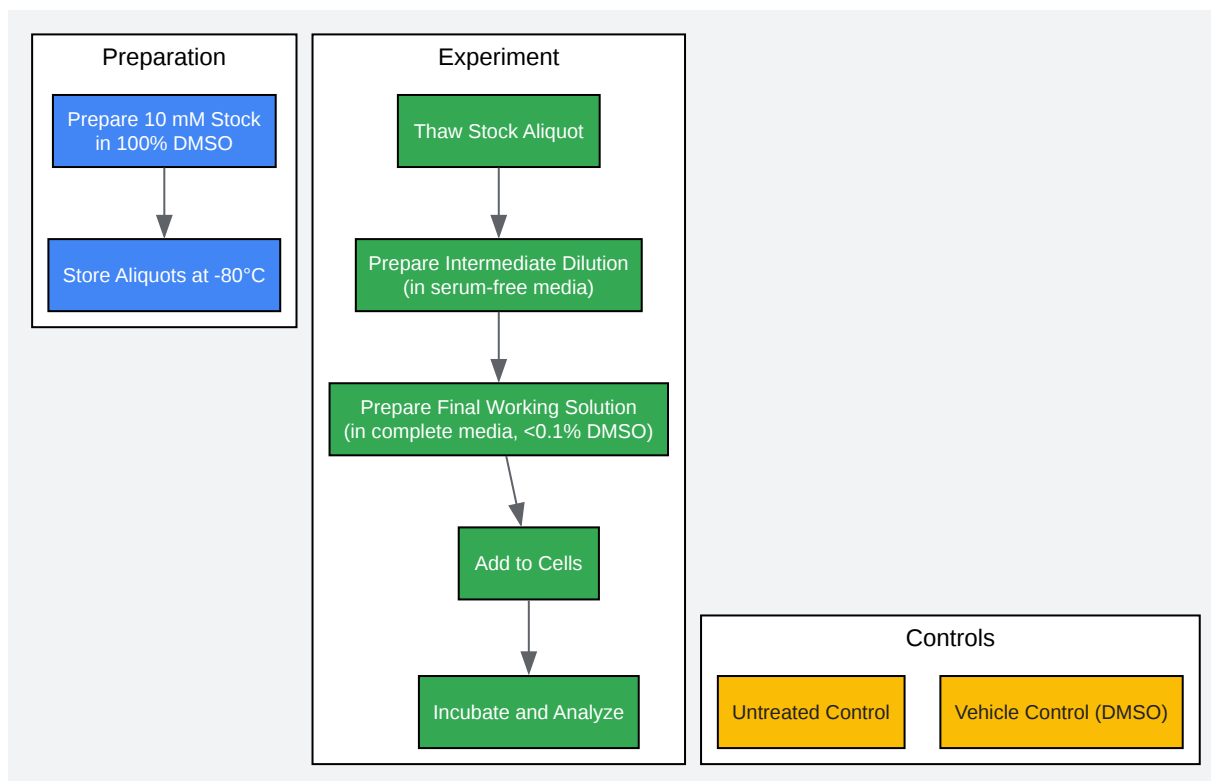 Preparation
Prepare 10 mM Stock
in 100% DMSO
Store Aliquots at -80°C
Experiment
Thaw Stock Aliquot
Prepare Intermediate Dilution
(in serum-free media)
Prepare Final Working Solution
(in complete media, <0.1% DMSO)
Add to Cells
Incubate and Analyze
Controls
Untreated Control
Vehicle Control (DMSO)